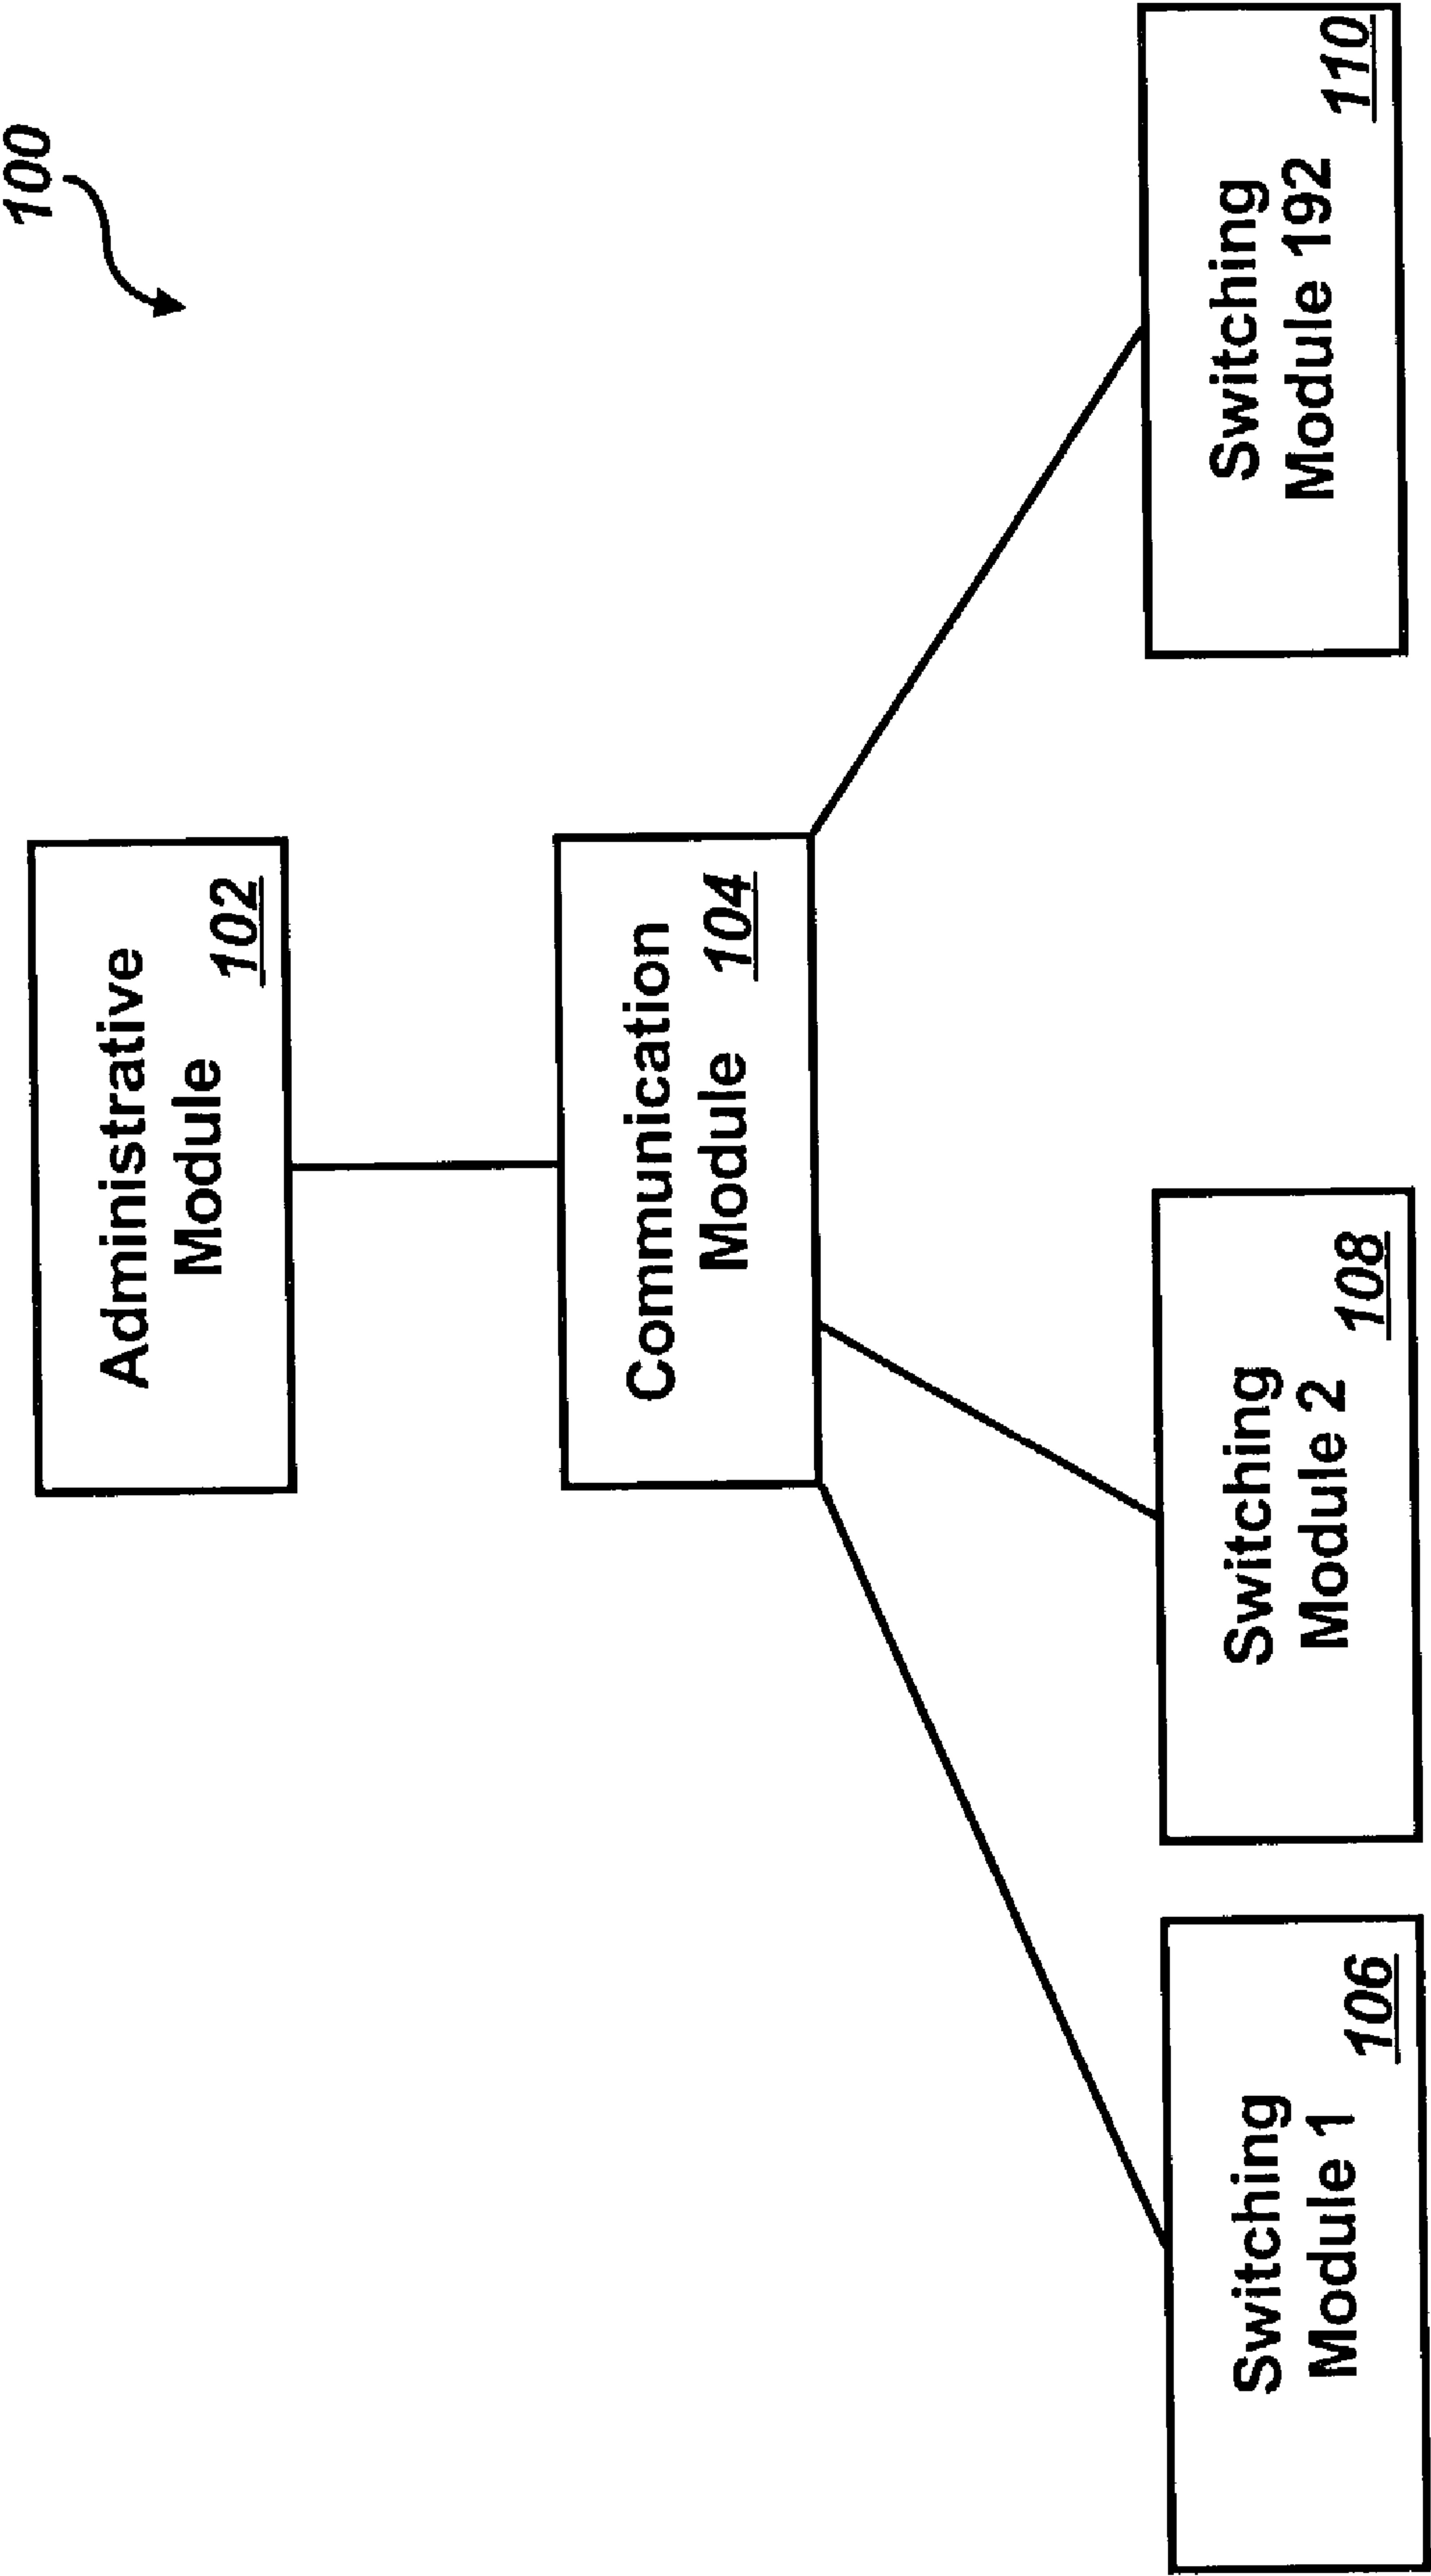 100
Administrative
Module
102
Communication
Module
104
Switching
Module 1
106
Switching
Module 2
108
Switching
Module 192
110